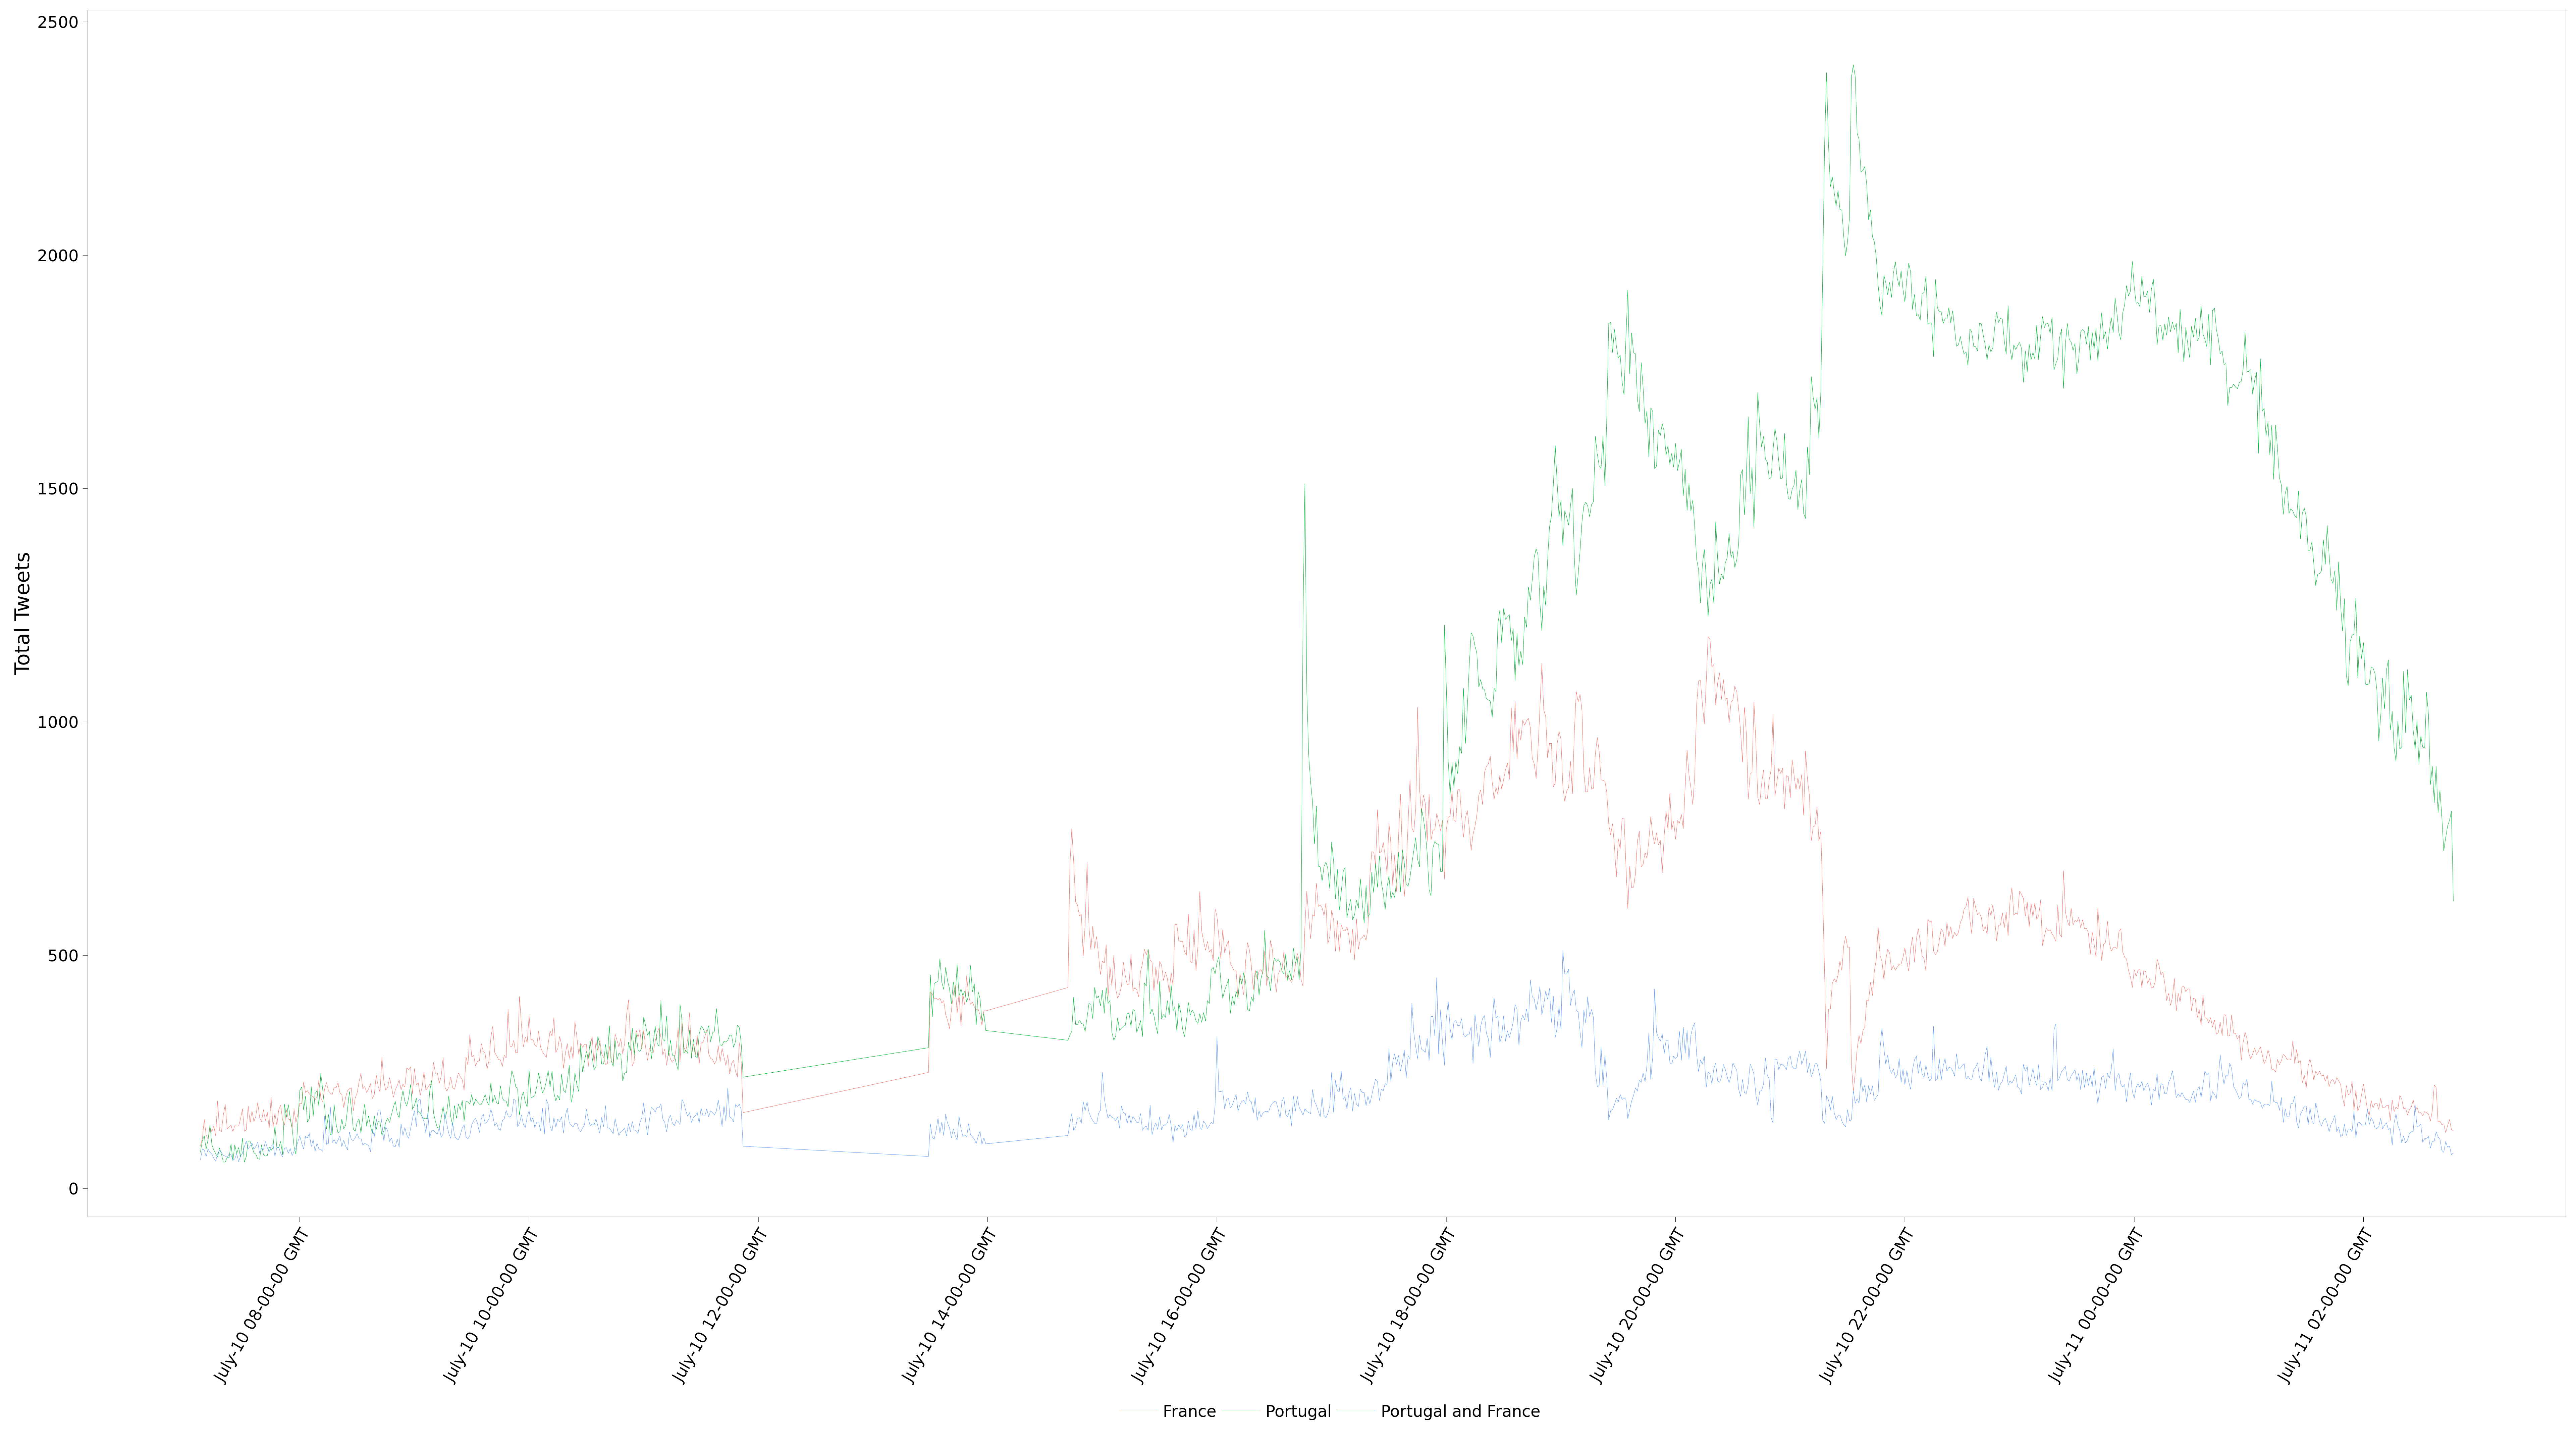 Total Tweets
2500
2000
1500
1000
500
0
July-10 08-00-00 GMT
July-10 10-00-00 GMT
July-10 12-00-00 GMT
July-10 14-00-00 GMT
July-10 16-00-00 GMT
July-10 18-00-00 GMT
July-10 20-00-00 GMT
July-10 22-00-00 GMT
July-11 00-00-00 GMT
July-11 02-00-00 GMT
France Portugal Portugal and France